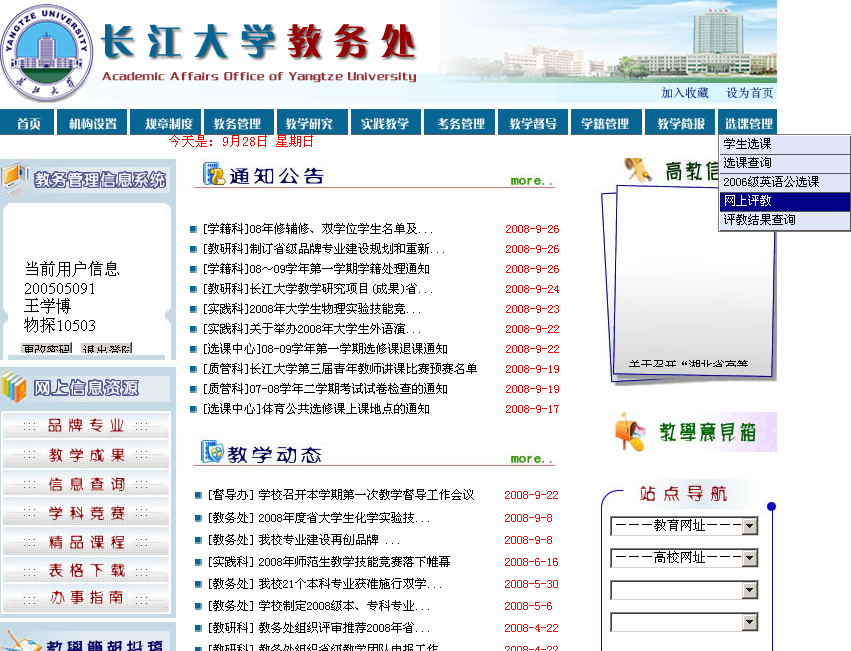 YANGTZE UNIVERSITY
长江大学
长江大学教务处
Academic Affairs Office of Yangtze University
加入收藏 设为首页
首页 机构设置 规章制度 教务管理 教学研究 实践教学 考务管理 教学督导 学籍管理 教学简报 选课管理
今天是：9月28日 星期日
学生选课
选课查询
2006级英语公选课
网上评教
评教结果查询
教务管理信息系统
当前用户信息
200505091
王学博
物探10503
更改密码 退出登陆
网上信息资源
::: 品牌专业 :::
::: 教学成果 :::
::: 信息查询 :::
::: 学科竞赛 :::
::: 精品课程 :::
::: 表格下载 :::
::: 办事指南 :::
教學簡報投稿
通知公告
more..
[学籍科]08年修辅修、双学位学生名单及... 2008-9-26
[教研科]制订省级品牌专业建设规划和重新... 2008-9-26
[学籍科]08～09学年第一学期学籍处理通知 2008-9-26
[教研科]长江大学教学研究项目(成果)省... 2008-9-24
[实践科]2008年大学生物理实验技能竞... 2008-9-23
[实践科]关于举办2008年大学生外语演... 2008-9-22
[选课中心]08-09学年第一学期选修课退课通知 2008-9-22
[质管科]长江大学第三届青年教师讲课比赛预赛名单 2008-9-19
[质管科]07-08学年二学期考试试卷检查的通知 2008-9-19
[选课中心]体育公共选修课上课地点的通知 2008-9-17
教学动态
more..
[督导办] 学校召开本学期第一次教学督导工作会议 2008-9-22
[教务处] 2008年度省大学生化学实验技... 2008-9-8
[教务处] 我校专业建设再创品牌 ... 2008-9-8
[实践科] 2008年师范生教学技能竞赛落下帷幕 2008-6-16
[教务处] 我校21个本科专业获准施行双学... 2008-5-30
[教务处] 学校制定2008级本、专科专业... 2008-5-6
[教研科] 教务处组织评审推荐2008年省... 2008-4-22
[教研科] 教务处组织省级教学团队申报工作 2008-4-22
高教信
关于召开“湖北省高等
教學意見箱
站点导航
---教育网址---
---高校网址---